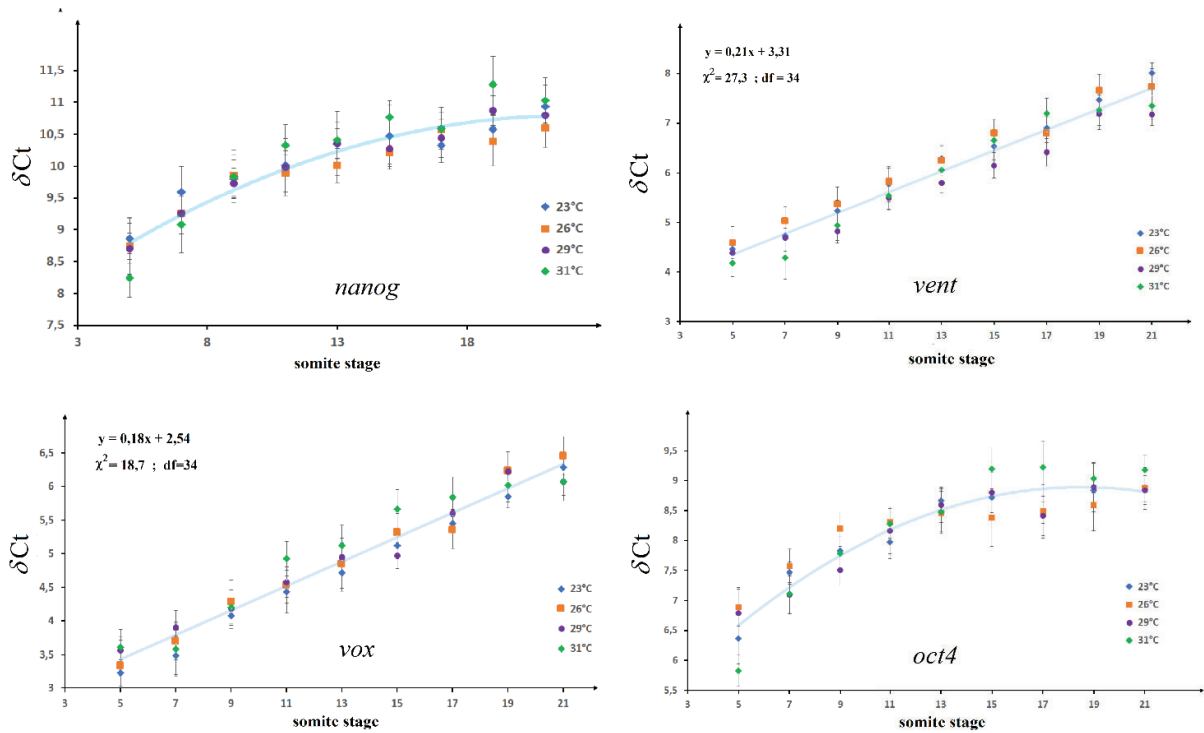 11,5
11
10,5
10
9,5
9
8,5
8
7,5
δCt
3 8 13 18
somite stage
23°C
26°C
29°C
31°C
nanog
y = 0,21x + 3,31
χ² = 27,3 ; df = 34
8
7
6
5
4
3
δCt
3 5 7 9 11 13 15 17 19 21
somite stage
23°C
26°C
29°C
31°C
vent
y = 0,18x + 2,54
χ² = 18,7 ; df=34
6,5
6
5,5
5
4,5
4
3,5
3
δCt
3 5 7 9 11 13 15 17 19 21
somite stage
23°C
26°C
29°C
31°C
vox
9,5
9
8,5
8
7,5
7
6,5
6
5,5
δCt
3 5 7 9 11 13 15 17 19 21
somite stage
23°C
26°C
29°C
31°C
oct4